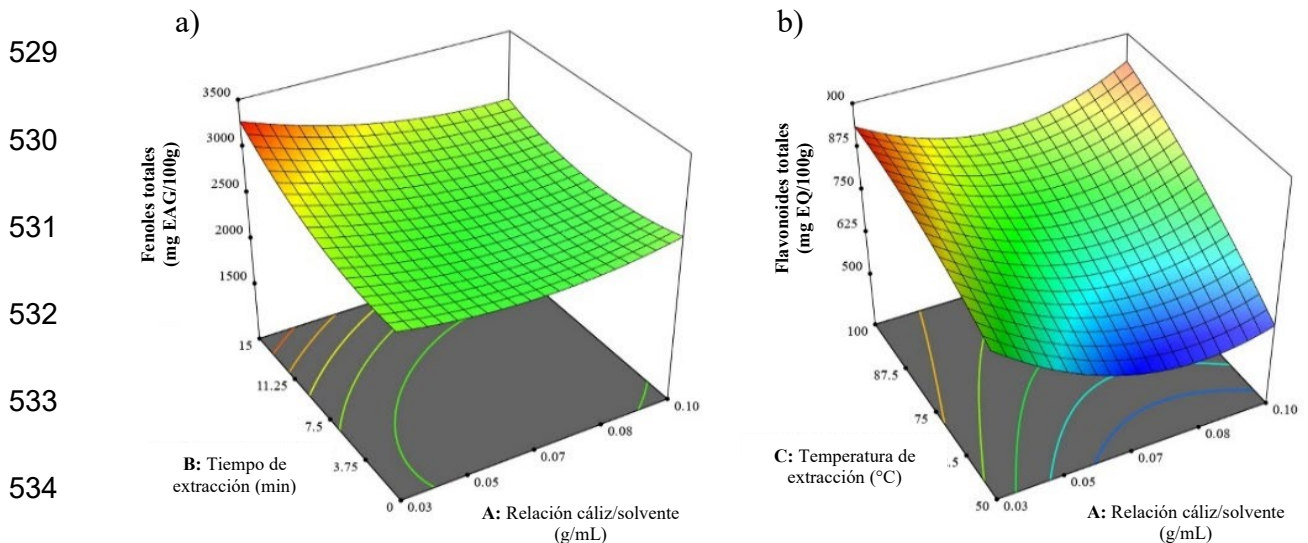 529
530
531
532
533
534
a)
3500
3000
2500
2000
1500
Fenoles totales
(mg EAG/100g)
15
11.25
7.5
3.75
0
0.03
0.05
0.07
0.08
0.10
B: Tiempo de
extracción (min)
A: Relación cáliz/solvente
(g/mL)
b)
00
875
750
625
500
Flavonoides totales
(mg EQ/100g)
100
87.5
75
.5
50
0.03
0.05
0.07
0.08
0.10
C: Temperatura de
extracción (°C)
A: Relación cáliz/solvente
(g/mL)